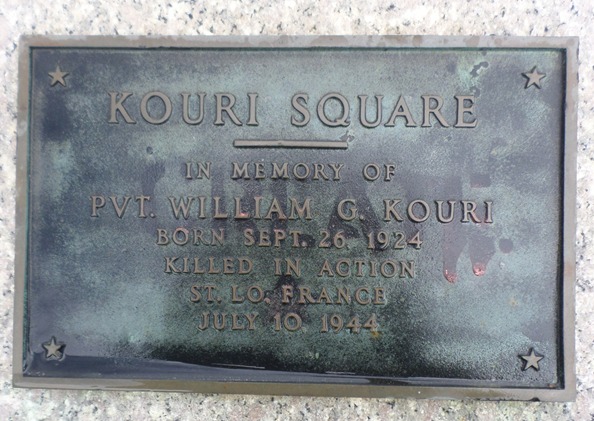 KOURI SQUARE
IN MEMORY OF
PVT. WILLIAM G. KOURI
BORN SEPT. 26, 1924
KILLED IN ACTION
ST. LO, FRANCE
JULY 10, 1944